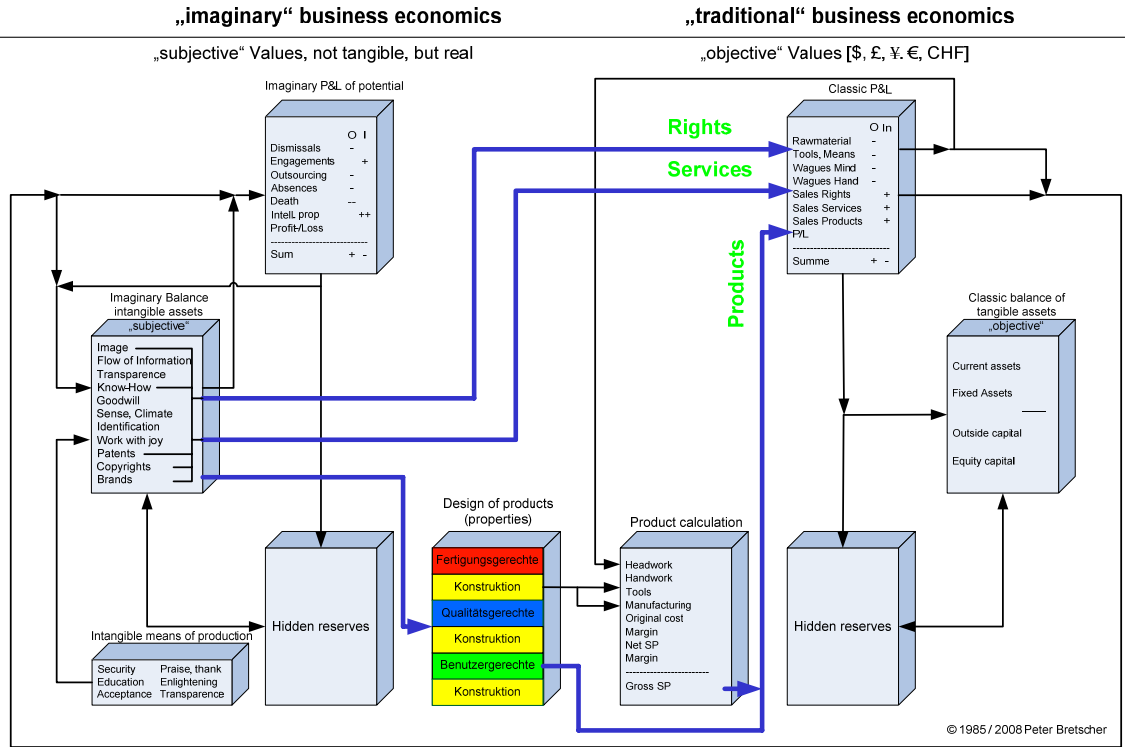 „imaginary“ business economics
„traditional“ business economics
„subjective“ Values, not tangible, but real
„objective“ Values [$, £, ¥. €, CHF]
Imaginary P&L of potential
O I
Dismissals -
Engagements +
Outsourcing -
Absences -
Death --
Intell. prop ++
Profit-/Loss
----------------------------
Sum + -
Rights
Services
Products
Classic P&L
O In
Rawmaterial -
Tools, Means -
Wagues Mind -
Wagues Hand -
Sales Rights +
Sales Services +
Sales Products +
P/L
----------------------------
Summe + -
Imaginary Balance
intangible assets
„subjective“
Image
Flow of Information
Transparence
Know-How
Goodwill
Sense, Climate
Identification
Work with joy
Patents
Copyrights
Brands
Classic balance of
tangible assets
„objective“
Current assets
Fixed Assets
Outside capital
Equity capital
Hidden reserves
Design of products
(properties)
Fertigungsgerechte
Konstruktion
Qualitätsgerechte
Konstruktion
Benutzergerechte
Konstruktion
Product calculation
Headwork
Handwork
Tools
Manufacturing
Original cost
Margin
Net SP
Margin
------------------------
Gross SP
Hidden reserves
Intangible means of production
Security Praise, thank
Education Enlightening
Acceptance Transparence
© 1985 / 2008 Peter Bretscher